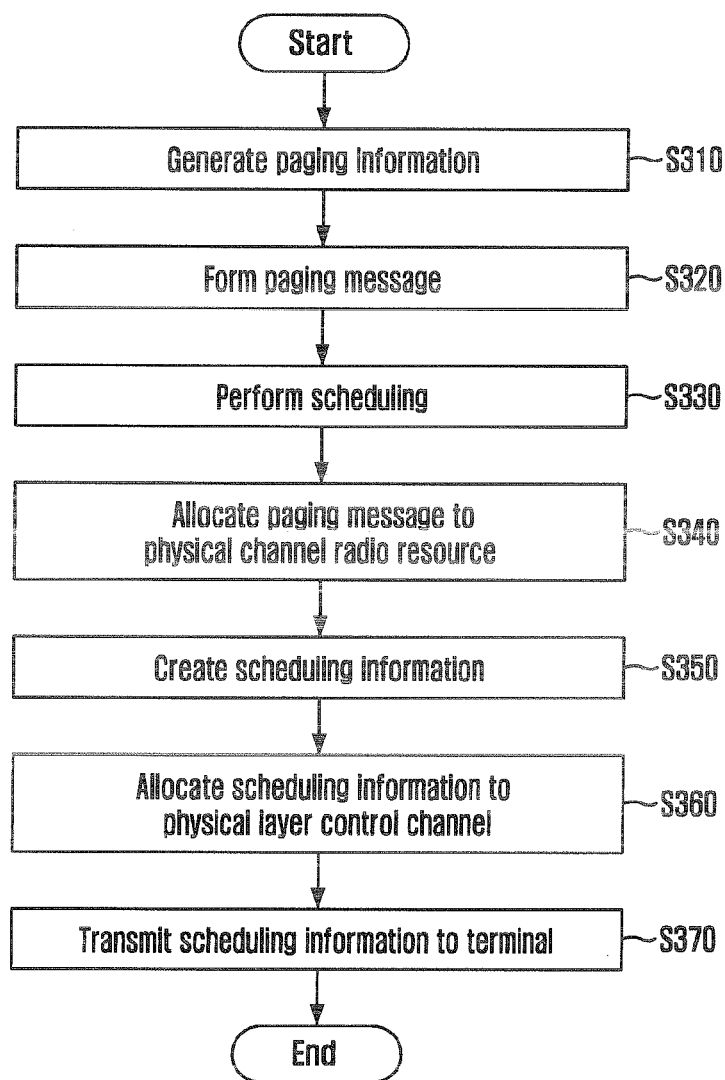 Start
Generate paging information
S310
Form paging message
S320
Perform scheduling
S330
Allocate paging message to
physical channel radio resource
S340
Create scheduling information
S350
Allocate scheduling information to
physical layer control channel
S360
Transmit scheduling information to terminal
S370
End